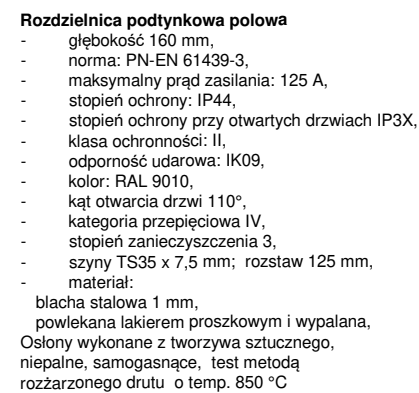 Rozdzielnica podtynkowa polowa
- głębokość 160 mm,
- norma: PN-EN 61439-3,
- maksymalny prąd zasilania: 125 A,
- stopień ochrony: IP44,
- stopień ochrony przy otwartych drzwiach IP3X,
- klasa ochronności: II,
- odporność udarowa: IK09,
- kolor: RAL 9010,
- kąt otwarcia drzwi 110°,
- kategoria przepięciowa IV,
- stopień zanieczyszczenia 3,
- szyny TS35 x 7,5 mm; rozstaw 125 mm,
- materiał:
blacha stalowa 1 mm,
powlekana lakierem proszkowym i wypalana,
Osłony wykonane z tworzywa sztucznego,
niepalne, samogasnące, test metodą
rozżarzonego drutu o temp. 850 °C